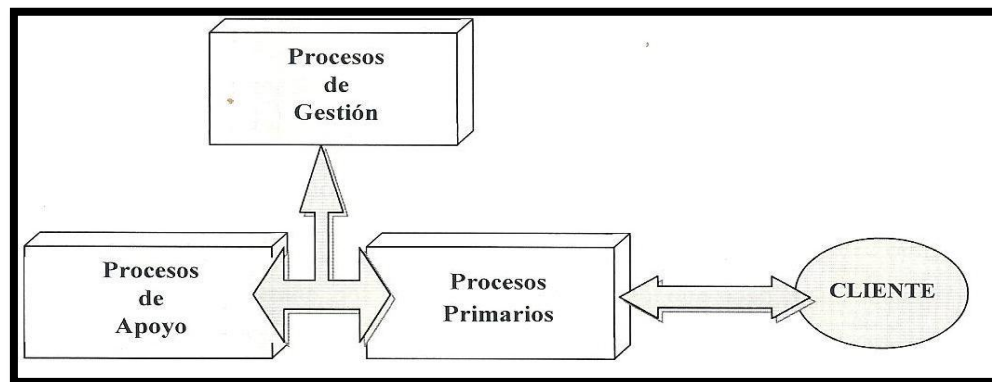 Procesos
de
Gestión
Procesos
de
Apoyo
Procesos
Primarios
CLIENTE